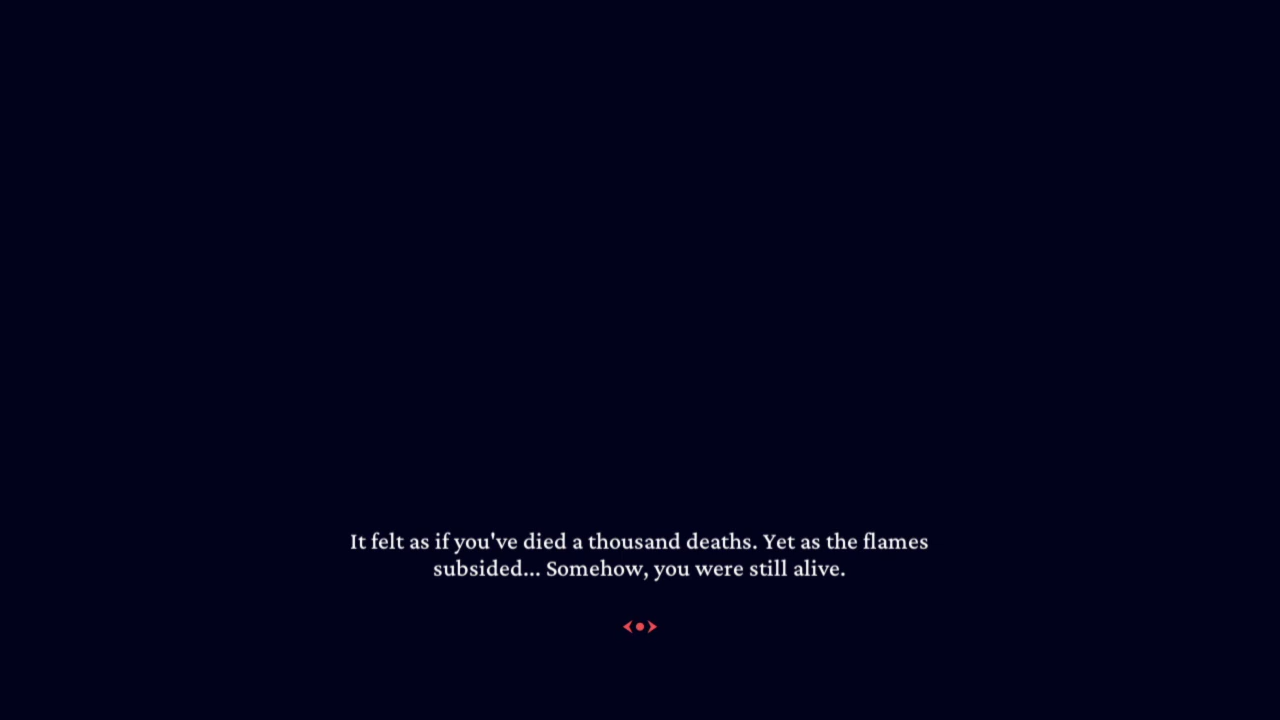 It felt as if you've died a thousand deaths. Yet as the flames
subsided... Somehow, you were still alive.